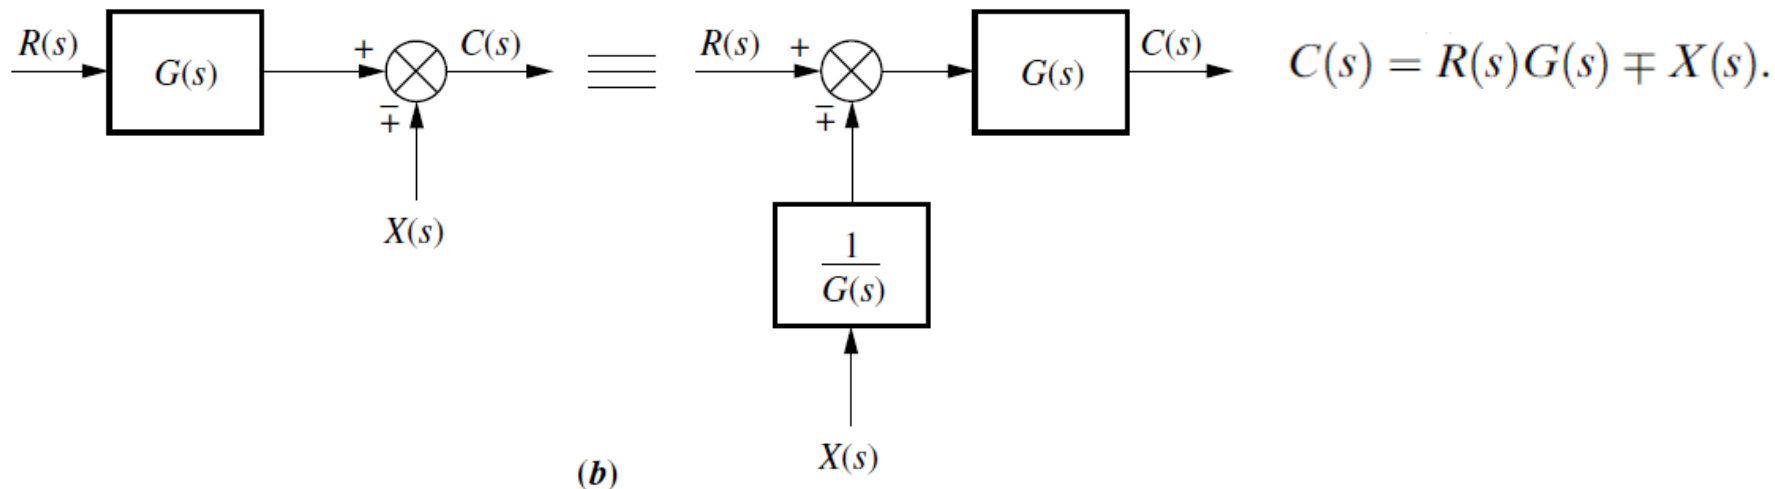 R(s)
G(s)
+
∓
X(s)
C(s)
≡
R(s)
+
∓
G(s)
C(s)
1
G(s)
X(s)
C(s) = R(s)G(s) ∓ X(s).
(b)